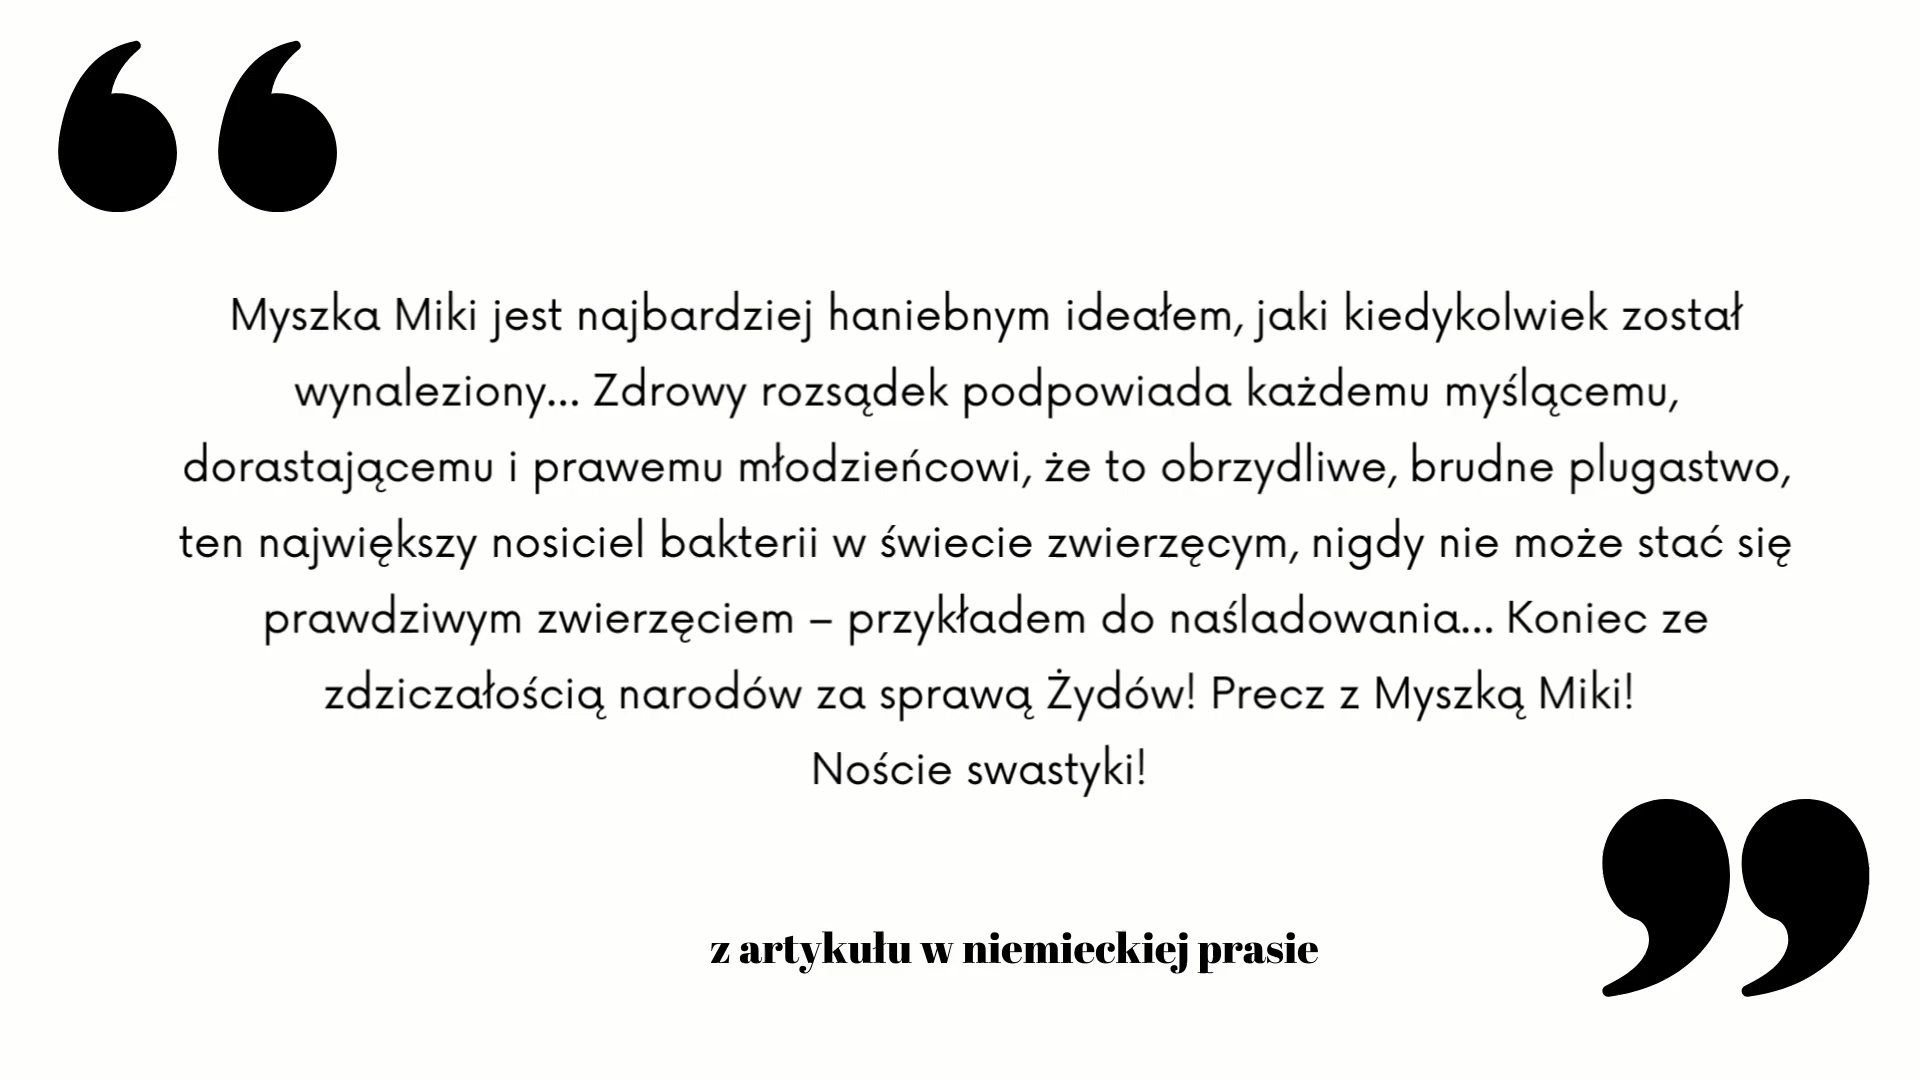 Myszka Miki jest najbardziej haniebnym ideałem, jaki kiedykolwiek został
wynaleziony... Zdrowy rozsądek podpowiada każdemu myślącemu,
dorastającemu i prawemu młodzieńcowi, że to obrzydliwe, brudne plugastwo,
ten największy nosiciel bakterii w świecie zwierzęcym, nigdy nie może stać się
prawdziwym zwierzęciem – przykładem do naśladowania... Koniec ze
zdziczałością narodów za sprawą Żydów! Precz z Myszką Miki!
Noście swastyki!
z artykułu w niemieckiej prasie